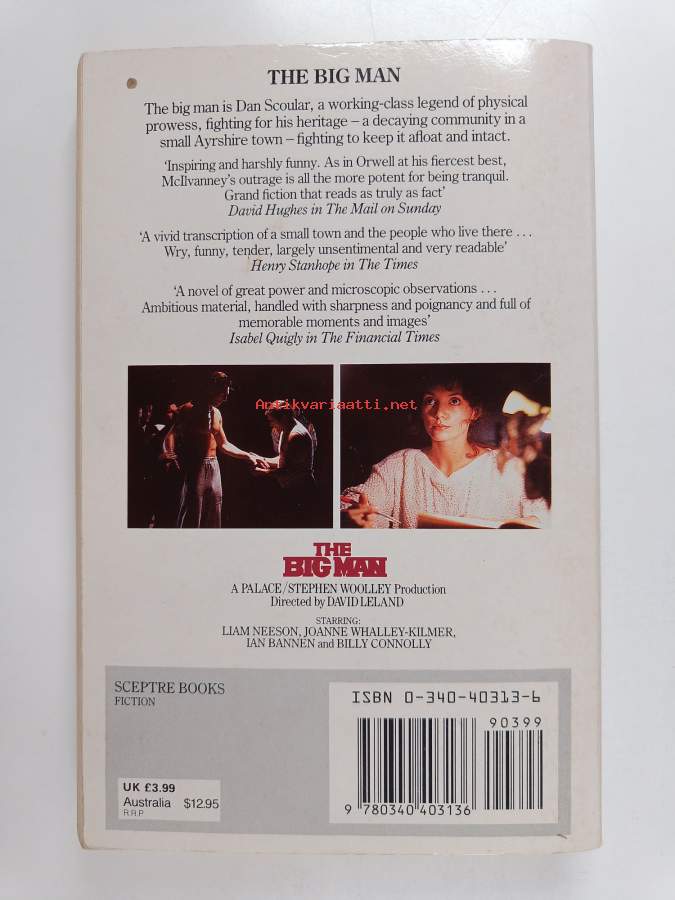 THE BIG MAN
The big man is Dan Scoular, a working-class legend of physical
prowess, fighting for his heritage – a decaying community in a
small Ayrshire town – fighting to keep it afloat and intact.
'Inspiring and harshly funny. As in Orwell at his fiercest best,
McIlvanney's outrage is all the more potent for being tranquil.
Grand fiction that reads as truly as fact'
David Hughes in The Mail on Sunday
'A vivid transcription of a small town and the people who live there . . .
Wry, funny, tender, largely unsentimental and very readable'
Henry Stanhope in The Times
'A novel of great power and microscopic observations . . .
Ambitious material, handled with sharpness and poignancy and full of
memorable moments and images'
Isabel Quigly in The Financial Times
Antikvariaatti.net
THE
BIG MAN
A PALACE/STEPHEN WOOLLEY Production
Directed by DAVID LELAND
STARRING:
LIAM NEESON, JOANNE WHALLEY-KILMER,
IAN BANNEN and BILLY CONNOLLY
SCEPTRE BOOKS
FICTION
ISBN 0-340-40313-6
90399
9 780340 403136
UK £3.99
Australia $12.95
R.R.P.